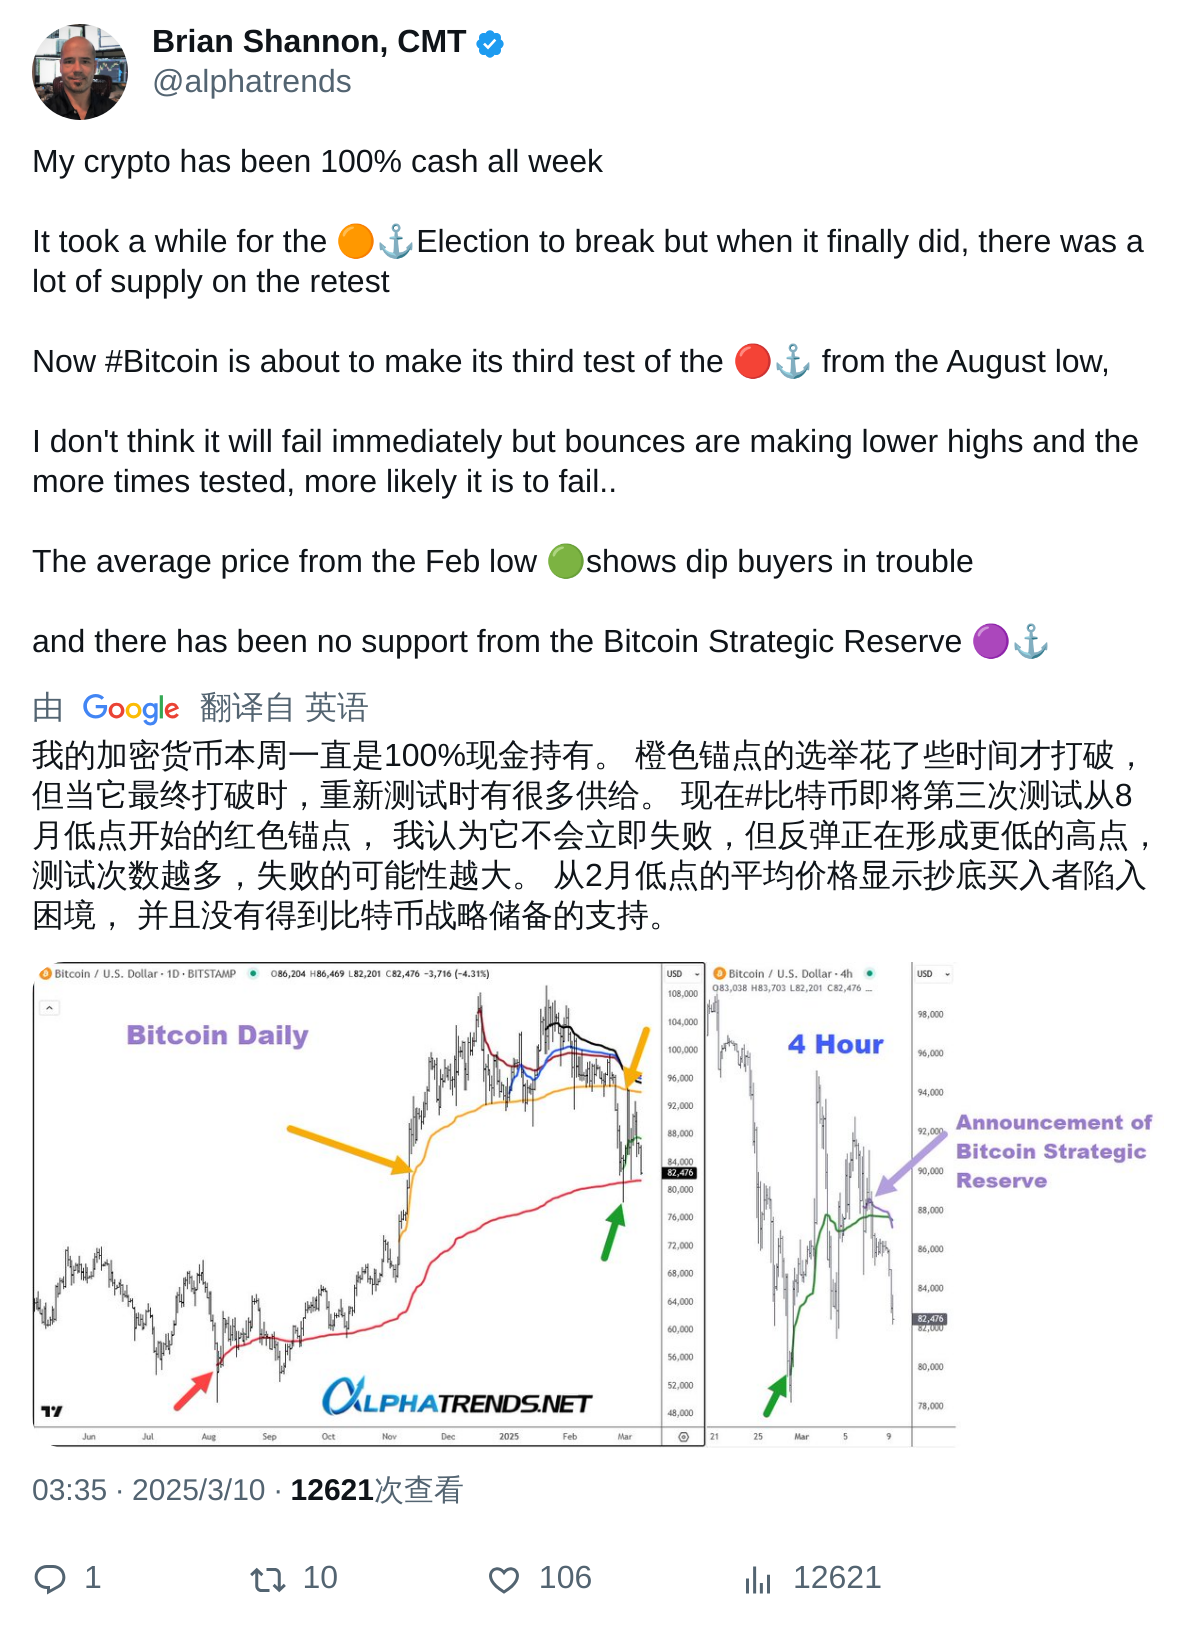 Brian Shannon, CMT
@alphatrends
My crypto has been 100% cash all week
It took a while for the 🟠⚓Election to break but when it finally did, there was a
lot of supply on the retest
Now #Bitcoin is about to make its third test of the 🔴⚓ from the August low,
I don't think it will fail immediately but bounces are making lower highs and the
more times tested, more likely it is to fail..
The average price from the Feb low 🟢shows dip buyers in trouble
and there has been no support from the Bitcoin Strategic Reserve 🟣⚓
由 Google 翻译自 英语
我的加密货币本周一直是100%现金持有。 橙色锚点的选举花了些时间才打破，
但当它最终打破时，重新测试时有很多供给。 现在#比特币即将第三次测试从8
月低点开始的红色锚点， 我认为它不会立即失败，但反弹正在形成更低的高点，
测试次数越多，失败的可能性越大。 从2月低点的平均价格显示抄底买入者陷入
困境， 并且没有得到比特币战略储备的支持。
Bitcoin / U.S. Dollar · 1D · BITSTAMP O86,204 H86,469 L82,201 C82,476 −3,716 (−4.31%)
USD
Bitcoin Daily
108,000
104,000
100,000
96,000
92,000
88,000
84,000
82,476
80,000
76,000
72,000
68,000
64,000
60,000
56,000
52,000
48,000
ALPHATRENDS.NET
Jun Jul Aug Sep Oct Nov Dec 2025 Feb Mar
Bitcoin / U.S. Dollar · 4h
USD
O83,038 H83,703 L82,201 C82,476 ...
4 Hour
98,000
96,000
94,000
92,000
90,000
88,000
86,000
84,000
82,476
82,000
80,000
78,000
Announcement of
Bitcoin Strategic
Reserve
21 25 Mar 5 9
03:35 · 2025/3/10 · 12621次查看
1 10 106 12621